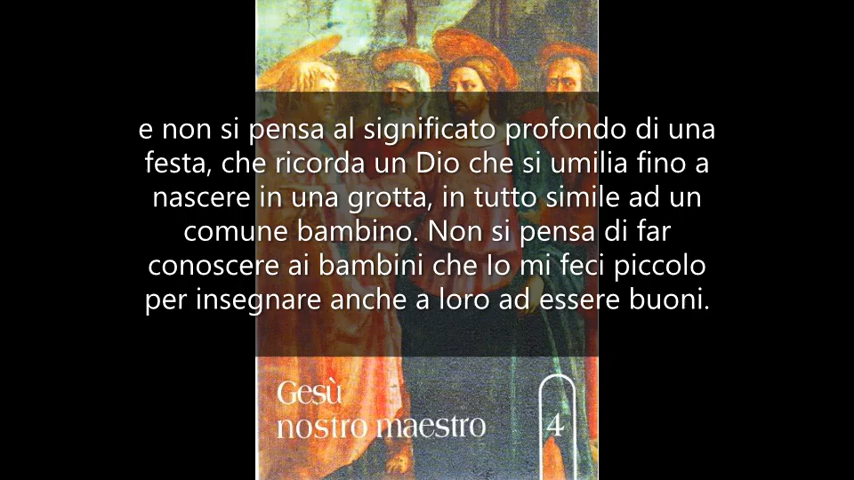 e non si pensa al significato profondo di una
festa, che ricorda un Dio che si umilia fino a
nascere in una grotta, in tutto simile ad un
comune bambino. Non si pensa di far
conoscere ai bambini che Io mi feci piccolo
per insegnare anche a loro ad essere buoni.
Gesù
nostro maestro
4